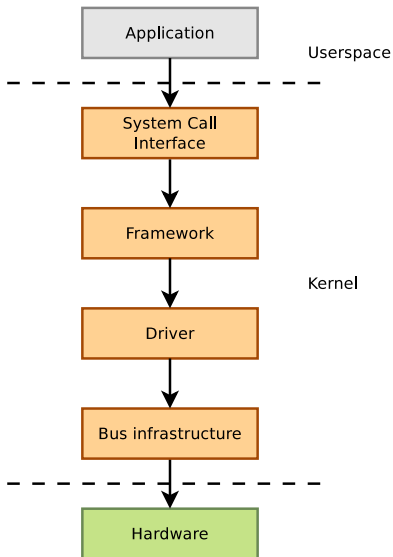 Application
Userspace
System Call
Interface
Framework
Kernel
Driver
Bus infrastructure
Hardware